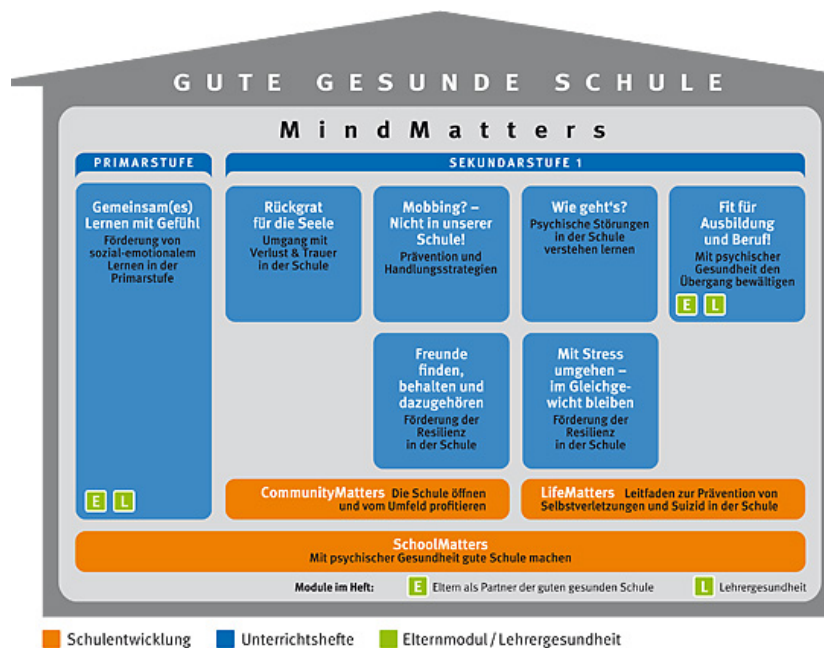 GUTE GESUNDE SCHULE
MindMatters
PRIMARSTUFE
SEKUNDARSTUFE 1
Gemeinsam(es)
Lernen mit Gefühl
Förderung von
sozial-emotionalem
Lernen in der
Primarstufe
E L
Rückgrat
für die Seele
Umgang mit
Verlust & Trauer
in der Schule
Mobbing? –
Nicht in unserer
Schule!
Prävention und
Handlungsstrategien
Wie geht's?
Psychische Störungen
in der Schule
verstehen lernen
Fit für
Ausbildung
und Beruf!
Mit psychischer
Gesundheit den
Übergang bewältigen
E L
Freunde
finden,
behalten und
dazugehören
Förderung der
Resilienz
in der Schule
Mit Stress
umgehen –
im Gleichge-
wicht bleiben
Förderung der
Resilienz
in der Schule
CommunityMatters Die Schule öffnen
und vom Umfeld profitieren
LifeMatters Leitfaden zur Prävention von
Selbstverletzungen und Suizid in der Schule
SchoolMatters
Mit psychischer Gesundheit gute Schule machen
Module im Heft: E Eltern als Partner der guten gesunden Schule L Lehrergesundheit
Schulentwicklung Unterrichtshefte Elternmodul / Lehrergesundheit